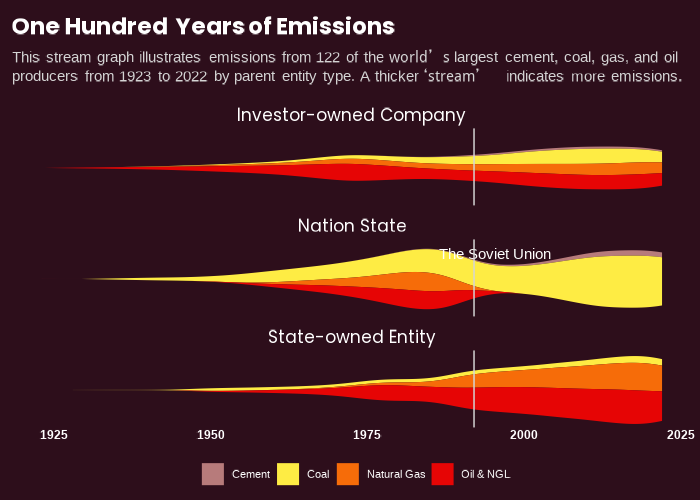 One Hundred Years of Emissions
This stream graph illustrates emissions from 122 of the world’ s largest cement, coal, gas, and oil
producers from 1923 to 2022 by parent entity type. A thicker ‘stream’ indicates more emissions.
Investor-owned Company
Nation State
The Soviet Union
State-owned Entity
1925 1950 1975 2000 2025
Cement Coal Natural Gas Oil & NGL